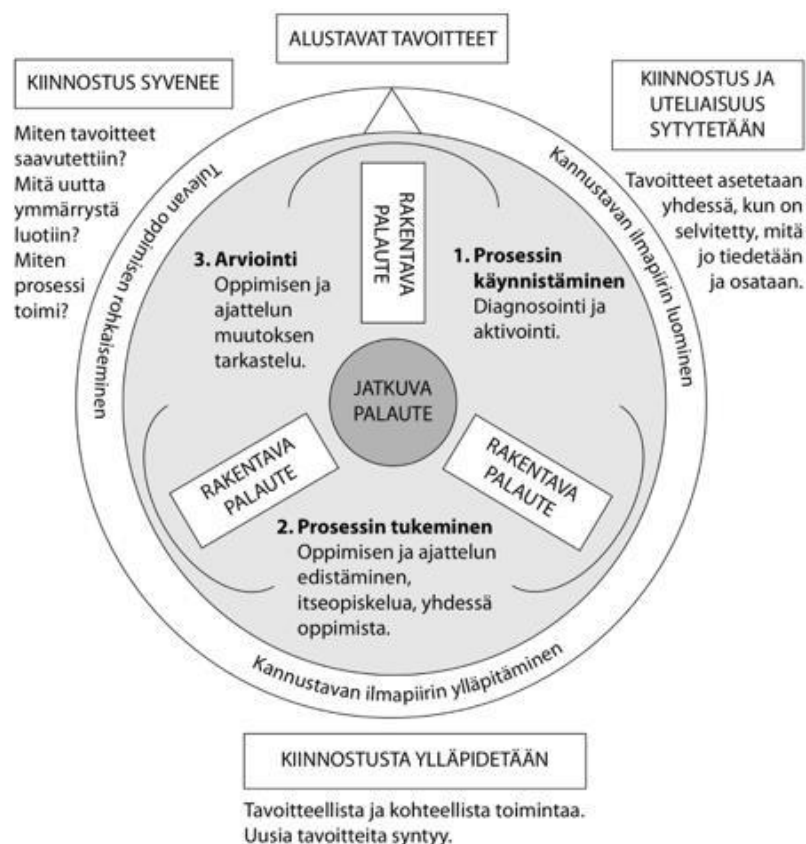 ALUSTAVAT TAVOITTEET
KIINNOSTUS SYVENEE
Miten tavoitteet
saavutettiin?
Mitä uutta
ymmärrystä
luotiin?
Miten
prosessi
toimi?
KIINNOSTUS JA
UTELIAISUUS
SYTYTETÄÄN
Tavoitteet asetetaan
yhdessä, kun on
selvitetty, mitä
jo tiedetään
ja osataan.
Tulevan oppimisen rohkaiseminen
Kannustavan ilmapiirin luominen
RAKENTAVA
PALAUTE
3. Arviointi
Oppimisen ja
ajattelun
muutoksen
tarkastelu.
1. Prosessin
käynnistäminen
Diagnosointi ja
aktivointi.
JATKUVA
PALAUTE
RAKENTAVA
PALAUTE
RAKENTAVA
PALAUTE
2. Prosessin tukeminen
Oppimisen ja ajattelun
edistäminen,
itseopiskelua, yhdessä
oppimista.
Kannustavan ilmapiirin ylläpitäminen
KIINNOSTUSTA YLLÄPIDETÄÄN
Tavoitteellista ja kohteellista toimintaa.
Uusia tavoitteita syntyy.